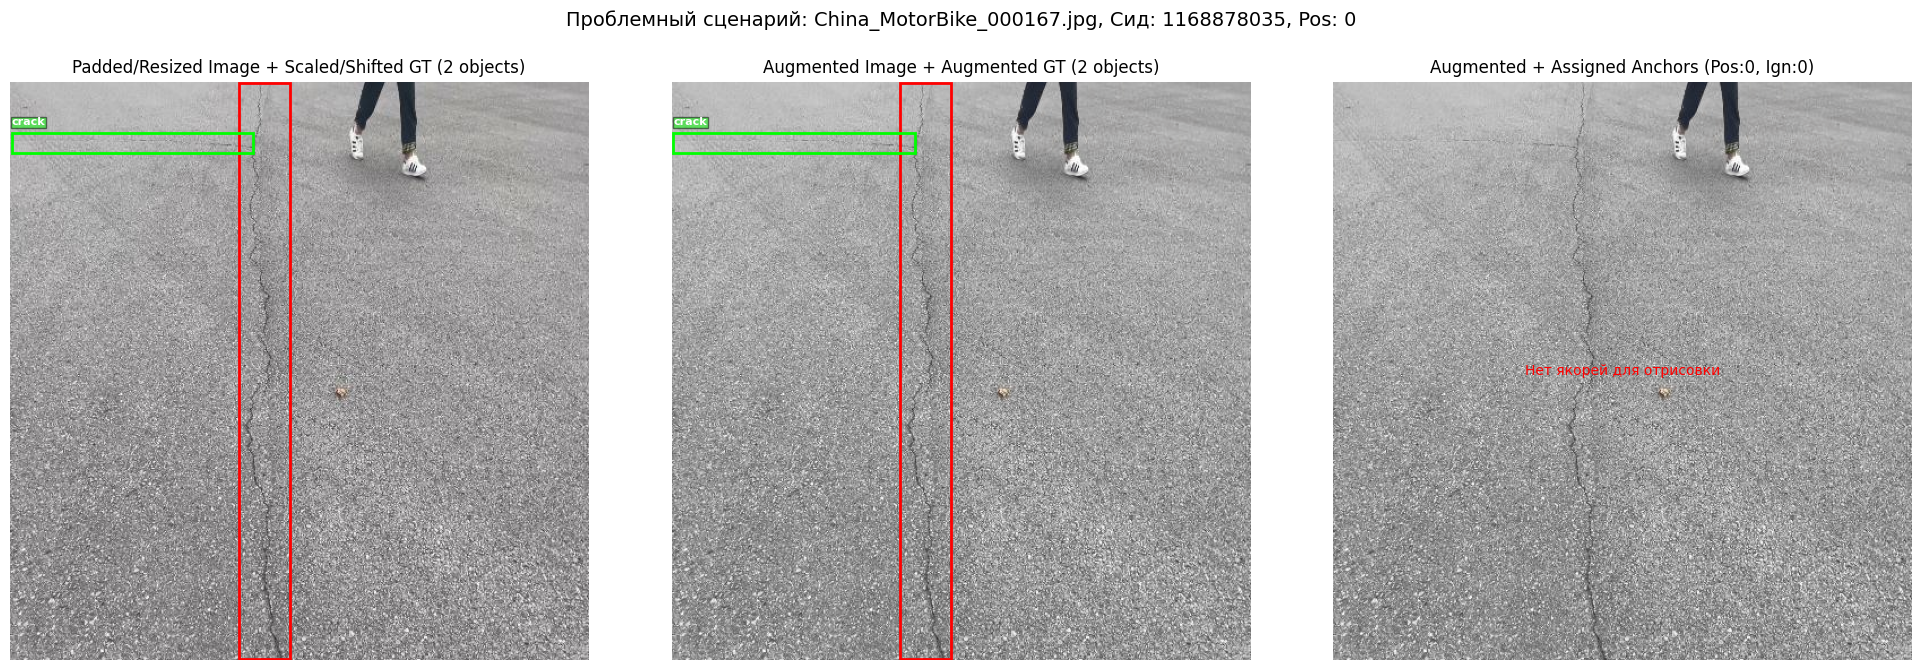 Проблемный сценарий: China_MotorBike_000167.jpg, Сид: 1168878035, Pos: 0
Padded/Resized Image + Scaled/Shifted GT (2 objects)
Augmented Image + Augmented GT (2 objects)
Augmented + Assigned Anchors (Pos:0, Ign:0)
crack
crack
Нет якорей для отрисовки